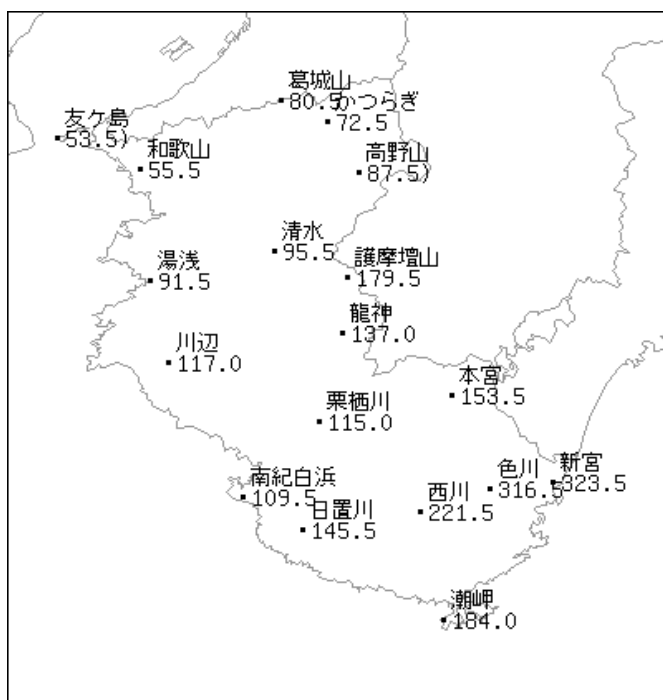 葛城山
80.5
かつらぎ
72.5
友ケ島
53.5)
和歌山
55.5
高野山
87.5)
清水
95.5
護摩壇山
179.5
湯浅
91.5
龍神
137.0
川辺
117.0
本宮
153.5
栗栖川
115.0
南紀白浜
109.5
日置川
145.5
西川
221.5
色川
316.5
新宮
323.5
潮岬
184.0